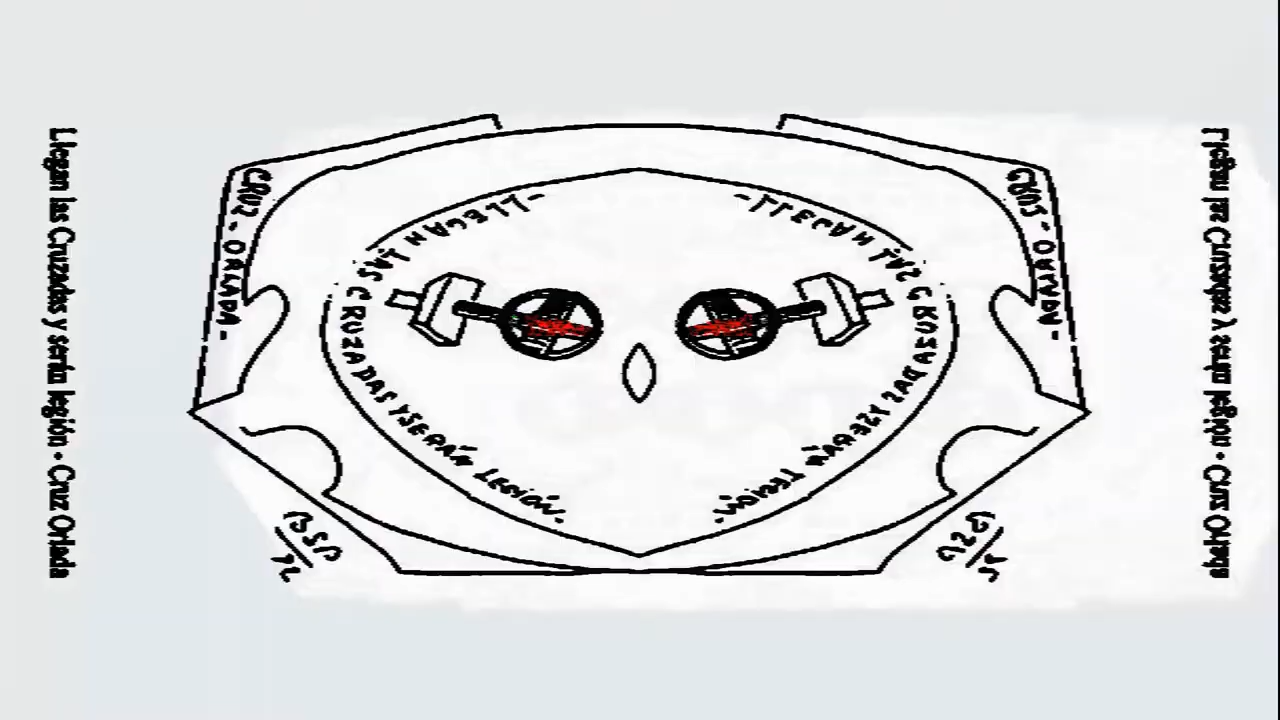 Llegan las Cruzadas y serán legión • Cruz Orlada
CRUZ - ORLADA -
- LLEGAN LAS CRUZADAS Y SERÁN LEGIÓN -
- LLEGAN LAS CRUZADAS Y SERÁN LEGIÓN -
CRUZ - ORLADA -
Llegan las Cruzadas y serán legión • Cruz Orlada